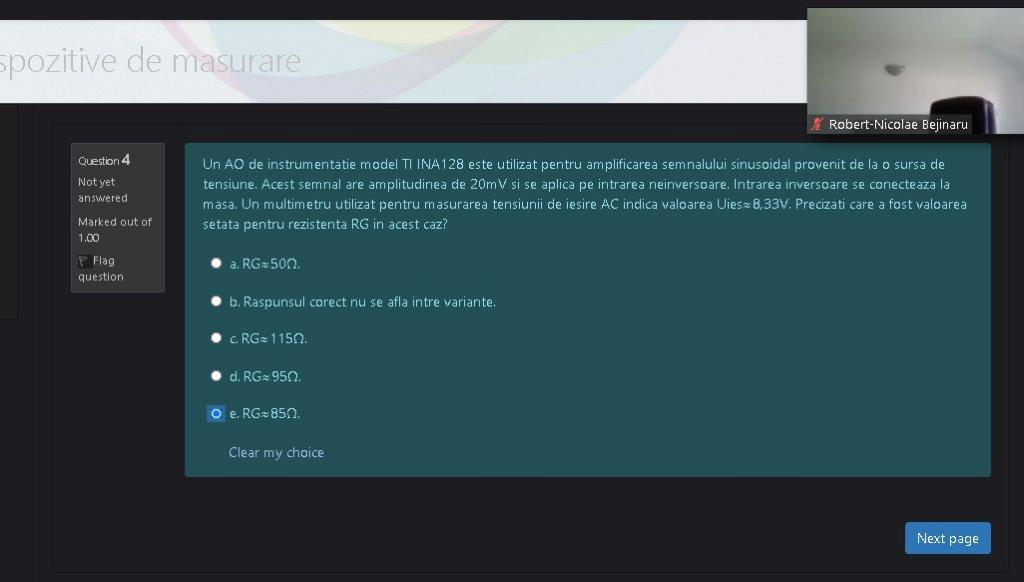 spozitive de masurare
Robert-Nicolae Bejinaru
Question 4
Not yet
answered
Marked out of
1.00
Flag
question
Un AO de instrumentatie model TI INA128 este utilizat pentru amplificarea semnalului sinusoidal provenit de la o sursa de
tensiune. Acest semnal are amplitudinea de 20mV si se aplica pe intrarea neinversoare. Intrarea inversoare se conecteaza la
masa. Un multimetru utilizat pentru masurarea tensiunii de iesire AC indica valoarea Uies≈8,33V. Precizati care a fost valoarea
setata pentru rezistenta RG in acest caz?
a. RG≈50Ω.
b. Raspunsul corect nu se afla intre variante.
c. RG≈115Ω.
d. RG≈95Ω.
e. RG≈85Ω.
Clear my choice
Next page